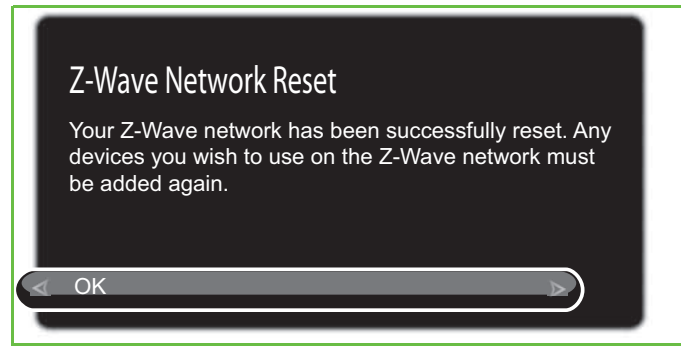 Z-Wave Network Reset
Your Z-Wave network has been successfully reset. Any
devices you wish to use on the Z-Wave network must
be added again.
OK